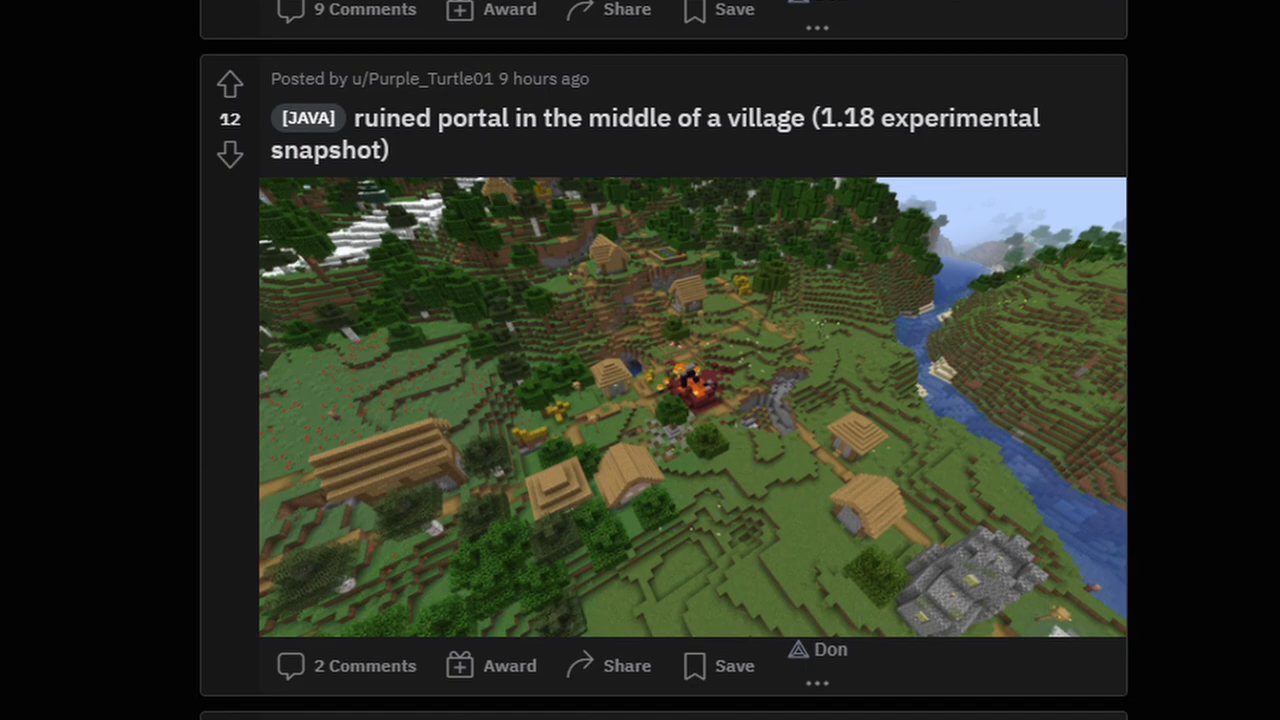 9 Comments Award Share Save
Posted by u/Purple_Turtle01 9 hours ago
12
[JAVA] ruined portal in the middle of a village (1.18 experimental
snapshot)
2 Comments Award Share Save Don